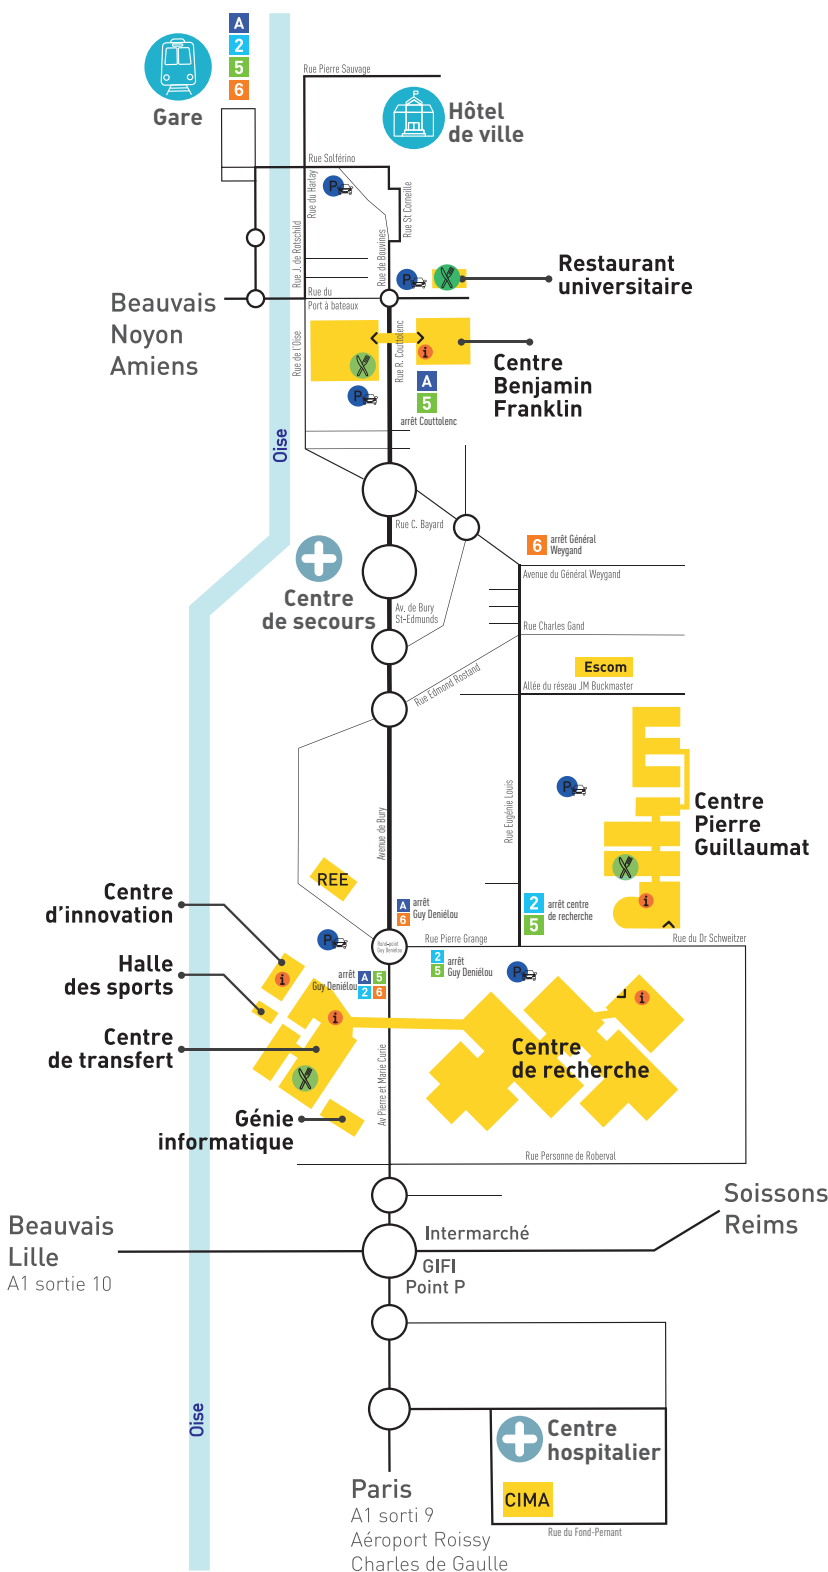 A
2
5
6
Gare
Rue Pierre Sauvage
Hôtel
de ville
Rue Solférino
Rue du Harlay
P
Rue St Corneille
Rue J. de Rotschild
Rue de Bouvines
P
Restaurant
universitaire
Beauvais
Noyon
Amiens
Rue du
Port à bateaux
Rue de l'Oise
Rue R. Couttolenc
i
Centre
Benjamin
Franklin
P
A
5
arrêt Couttolenc
Oise
Rue C. Bayard
6
arrêt Général
Weygand
Avenue du Général Weygand
Centre
de secours
Av. de Bury
St-Edmunds
Rue Charles Gand
Escom
Allée du réseau JM Buckmaster
Rue Edmond Rostand
P
Rue Eugénie Louis
Avenue de Bury
Centre
Pierre
Guillaumat
REE
Centre
d'innovation
A
6
arrêt
Guy Deniélou
2
5
arrêt centre
de recherche
i
P
Rond-point
Guy Deniélou
Rue Pierre Grange
Rue du Dr Schweitzer
Halle
des sports
i
arrêt
Guy Deniélou
A
5
2
6
2
5
arrêt
Guy Deniélou
P
i
i
Centre
de transfert
Centre
de recherche
Av Pierre et Marie Curie
Génie
informatique
Rue Personne de Roberval
Soissons
Reims
Beauvais
Lille
A1 sortie 10
Intermarché
GIFI
Point P
Oise
Centre
hospitalier
CIMA
Rue du Fond-Pernant
Paris
A1 sorti 9
Aéroport Roissy
Charles de Gaulle